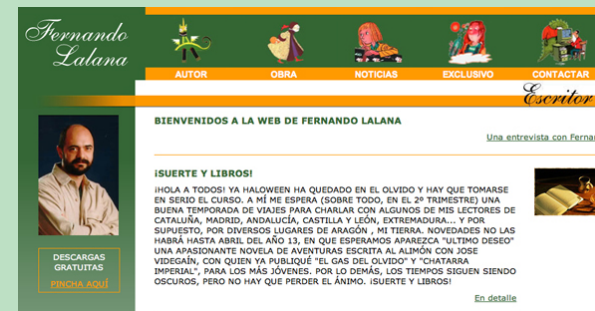 Fernando
Lalana
AUTOR OBRA NOTICIAS EXCLUSIVO CONTACTAR
Escritor
BIENVENIDOS A LA WEB DE FERNANDO LALANA
Una entrevista con Fernan
¡SUERTE Y LIBROS!
¡HOLA A TODOS! YA HALOWEEN HA QUEDADO EN EL OLVIDO Y HAY QUE TOMARSE
EN SERIO EL CURSO. A MÍ ME ESPERA (SOBRE TODO, EN EL 2º TRIMESTRE) UNA
BUENA TEMPORADA DE VIAJES PARA CHARLAR CON ALGUNOS DE MIS LECTORES DE
CATALUÑA, MADRID, ANDALUCÍA, CASTILLA Y LEÓN, EXTREMADURA... Y POR
SUPUESTO, POR DIVERSOS LUGARES DE ARAGÓN , MI TIERRA. NOVEDADES NO LAS
HABRÁ HASTA ABRIL DEL AÑO 13, EN QUE ESPERAMOS APAREZCA "ULTIMO DESEO"
UNA APASIONANTE NOVELA DE AVENTURAS ESCRITA AL ALIMÓN CON JOSE
VIDEGAÍN, CON QUIEN YA PUBLIQUÉ "EL GAS DEL OLVIDO" Y "CHATARRA
IMPERIAL", PARA LOS MÁS JÓVENES. POR LO DEMÁS, LOS TIEMPOS SIGUEN SIENDO
OSCUROS, PERO NO HAY QUE PERDER EL ÁNIMO. ¡SUERTE Y LIBROS!
En detalle
DESCARGAS
GRATUITAS
PINCHA AQUÍ